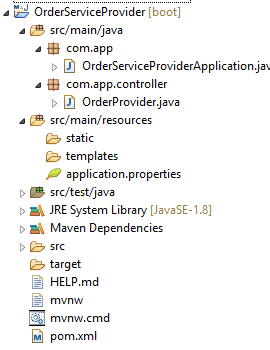 OrderServiceProvider [boot]
src/main/java
com.app
OrderServiceProviderApplication.jav
com.app.controller
OrderProvider.java
src/main/resources
static
templates
application.properties
src/test/java
JRE System Library [JavaSE-1.8]
Maven Dependencies
src
target
HELP.md
mvnw
mvnw.cmd
pom.xml